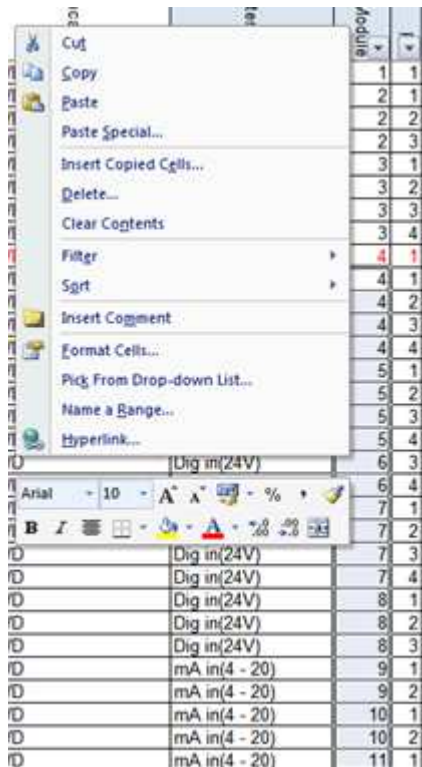 ica
ter
Module
Cut
Copy
Paste
Paste Special...
Insert Copied Cells...
Delete...
Clear Contents
Filter
Sort
Insert Comment
Format Cells...
Pick From Drop-down List...
Name a Range...
Hyperlink...
Arial 10 A A % ,
B I A
1 1
2 1
2 2
2 3
3 1
3 2
3 3
3 4
4 1
4 1
4 2
4 3
4 4
5 1
5 2
5 3
5 4
/D Dig in(24V) 6 3
6 4
7 1
7 2
/D Dig in(24V) 7 3
/D Dig in(24V) 7 4
/D Dig in(24V) 8 1
/D Dig in(24V) 8 2
/D Dig in(24V) 8 3
/D mA in(4 - 20) 9 1
/D mA in(4 - 20) 9 2
/D mA in(4 - 20) 10 1
/D mA in(4 - 20) 10 2
/D mA in(4 - 20) 11 1